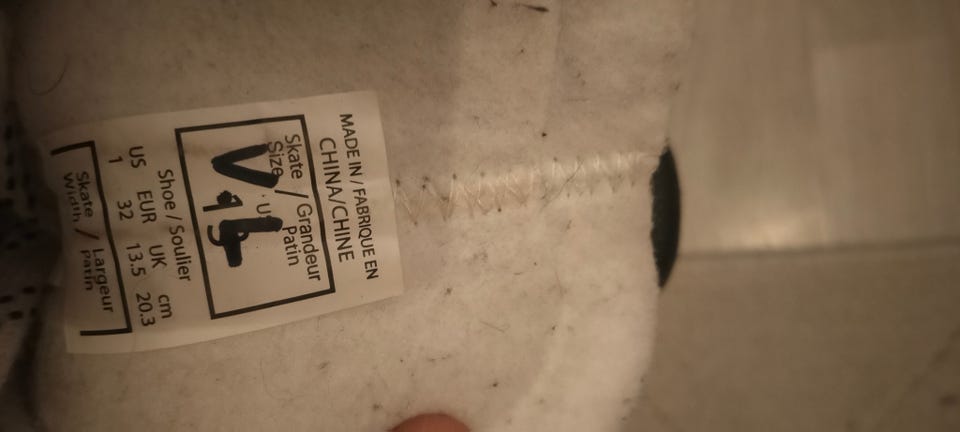 MADE IN / FABRIQUE EN
CHINA/CHINE
Skate / Grandeur
Size Patin
US
Shoe / Soulier
US EUR UK cm
1 32 13.5 20.3
Skate / Largeur
Width Patin